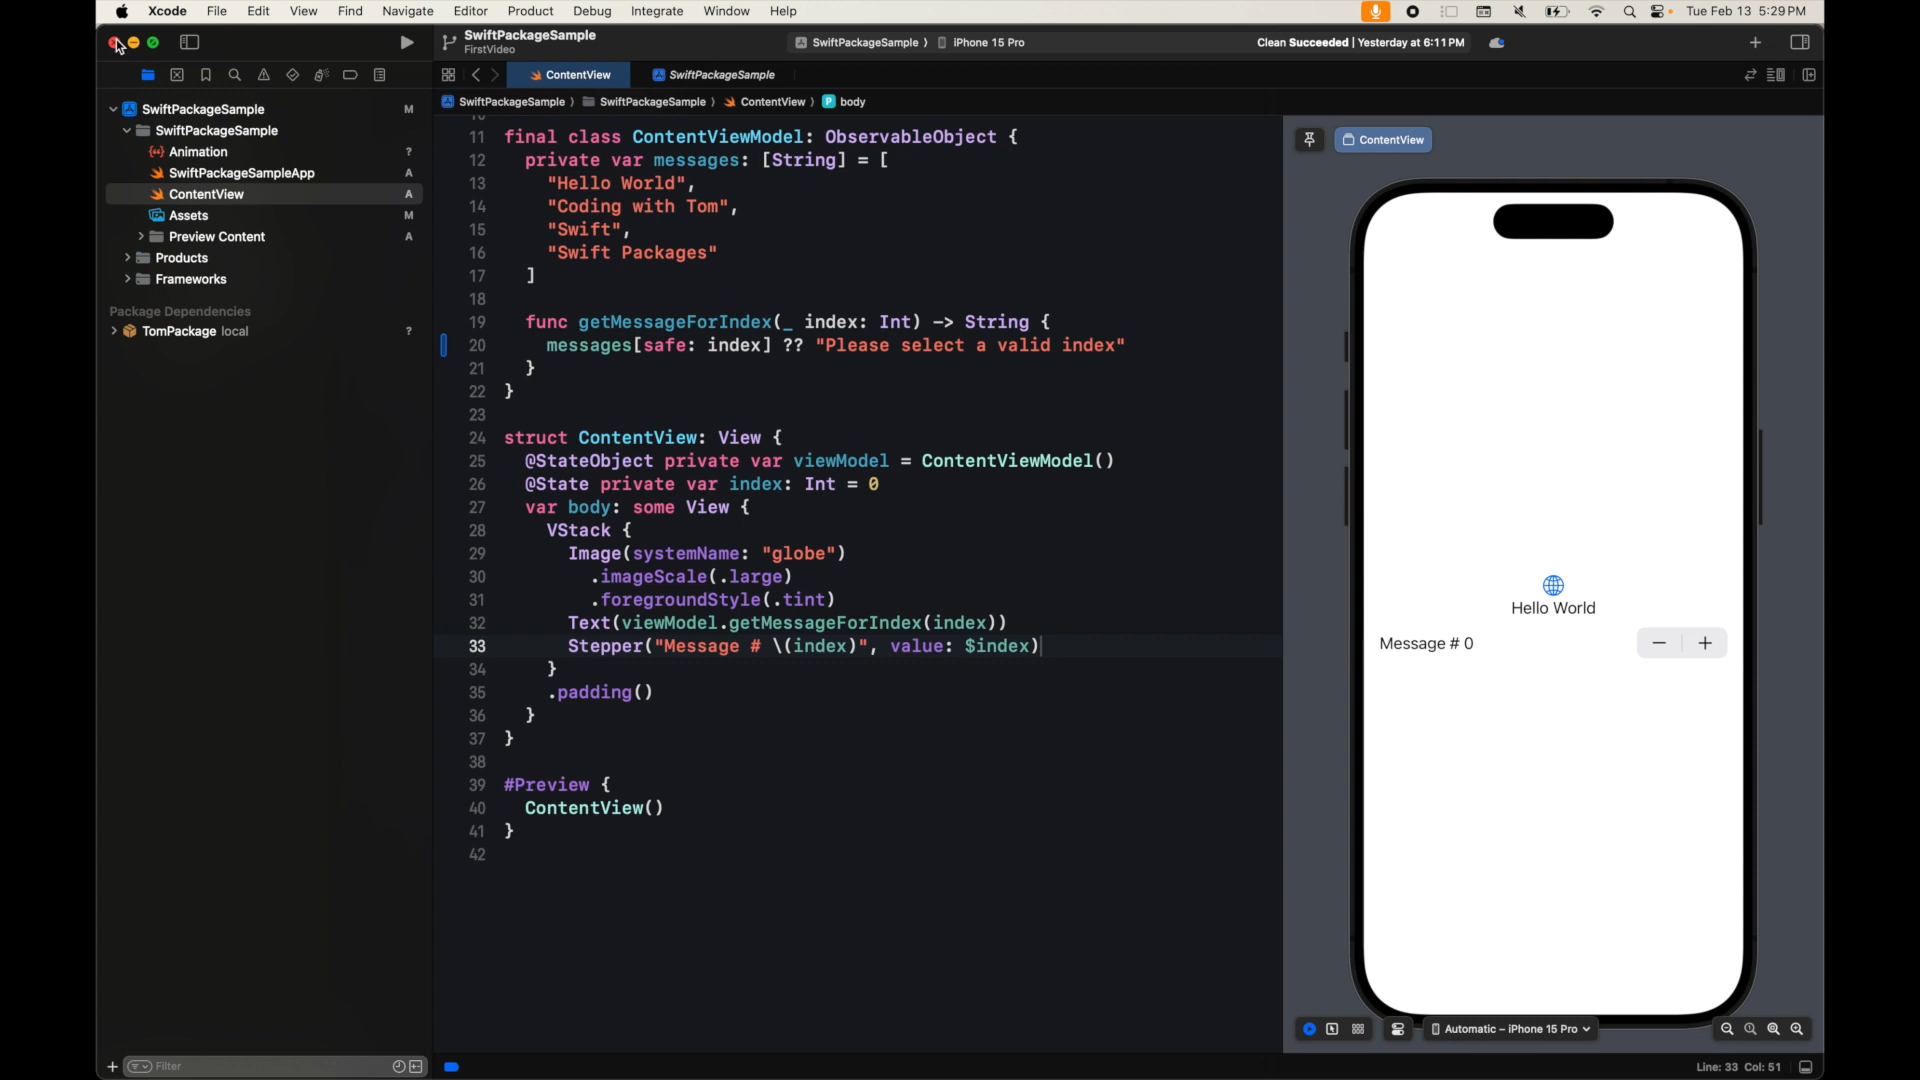 Xcode File Edit View Find Navigate Editor Product Debug Integrate Window Help Tue Feb 13 5:29 PM
SwiftPackageSample
FirstVideo
SwiftPackageSample iPhone 15 Pro
Clean Succeeded | Yesterday at 6:11 PM
ContentView SwiftPackageSample
SwiftPackageSample SwiftPackageSample ContentView P body
SwiftPackageSample M
SwiftPackageSample
Animation ?
SwiftPackageSampleApp A
ContentView A
Assets M
Preview Content A
Products
Frameworks
Package Dependencies
TomPackage local ?
Filter
11 final class ContentViewModel: ObservableObject {
12 private var messages: [String] = [
13 "Hello World",
14 "Coding with Tom",
15 "Swift",
16 "Swift Packages"
17 ]
18
19 func getMessageForIndex(_ index: Int) -> String {
20 messages[safe: index] ?? "Please select a valid index"
21 }
22 }
23
24 struct ContentView: View {
25 @StateObject private var viewModel = ContentViewModel()
26 @State private var index: Int = 0
27 var body: some View {
28 VStack {
29 Image(systemName: "globe")
30 .imageScale(.large)
31 .foregroundStyle(.tint)
32 Text(viewModel.getMessageForIndex(index))
33 Stepper("Message # \(index)", value: $index)
34 }
35 .padding()
36 }
37 }
38
39 #Preview {
40 ContentView()
41 }
42
ContentView
Hello World
Message # 0
Automatic – iPhone 15 Pro
Line: 33 Col: 51